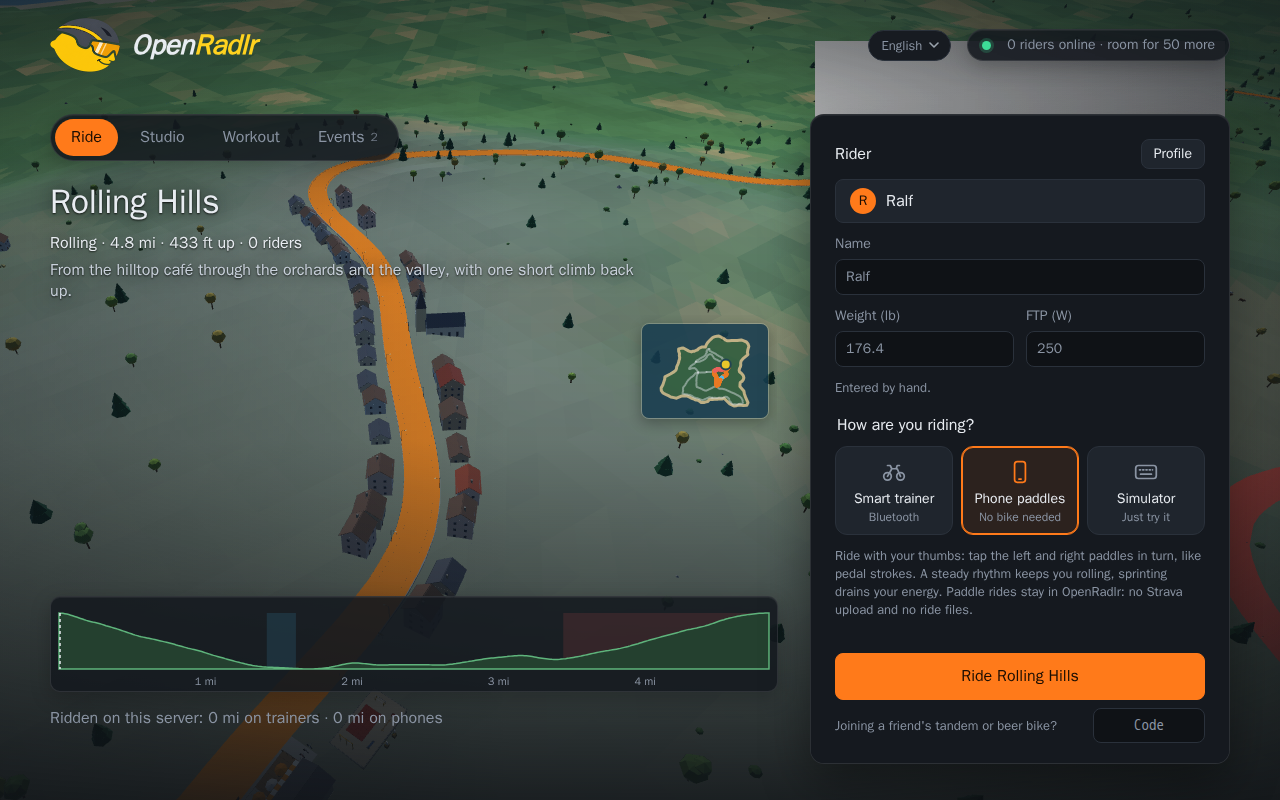 OpenRadlr
English
0 riders online · room for 50 more
Ride
Studio
Workout
Events 2
Rolling Hills
Rolling · 4.8 mi · 433 ft up · 0 riders
From the hilltop café through the orchards and the valley, with one short climb back
up.
1 mi
2 mi
3 mi
4 mi
Ridden on this server: 0 mi on trainers · 0 mi on phones
Rider
Profile
R
Ralf
Name
Ralf
Weight (lb)
FTP (W)
176.4
250
Entered by hand.
How are you riding?
Smart trainer
Bluetooth
Phone paddles
No bike needed
Simulator
Just try it
Ride with your thumbs: tap the left and right paddles in turn, like
pedal strokes. A steady rhythm keeps you rolling, sprinting
drains your energy. Paddle rides stay in OpenRadlr: no Strava
upload and no ride files.
Ride Rolling Hills
Joining a friend's tandem or beer bike?
Code